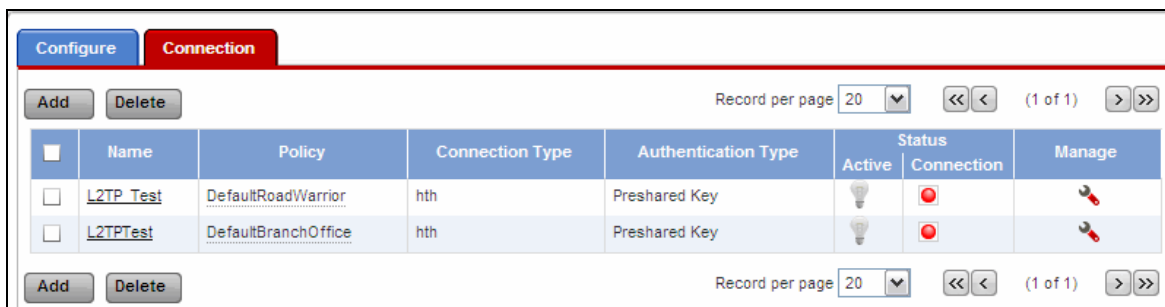 Configure Connection
Add Delete Record per page 20 << < (1 of 1) > >>
Name Policy Connection Type Authentication Type Status Manage
Active Connection
L2TP_Test DefaultRoadWarrior hth Preshared Key
L2TPTest DefaultBranchOffice hth Preshared Key
Add Delete Record per page 20 << < (1 of 1) > >>